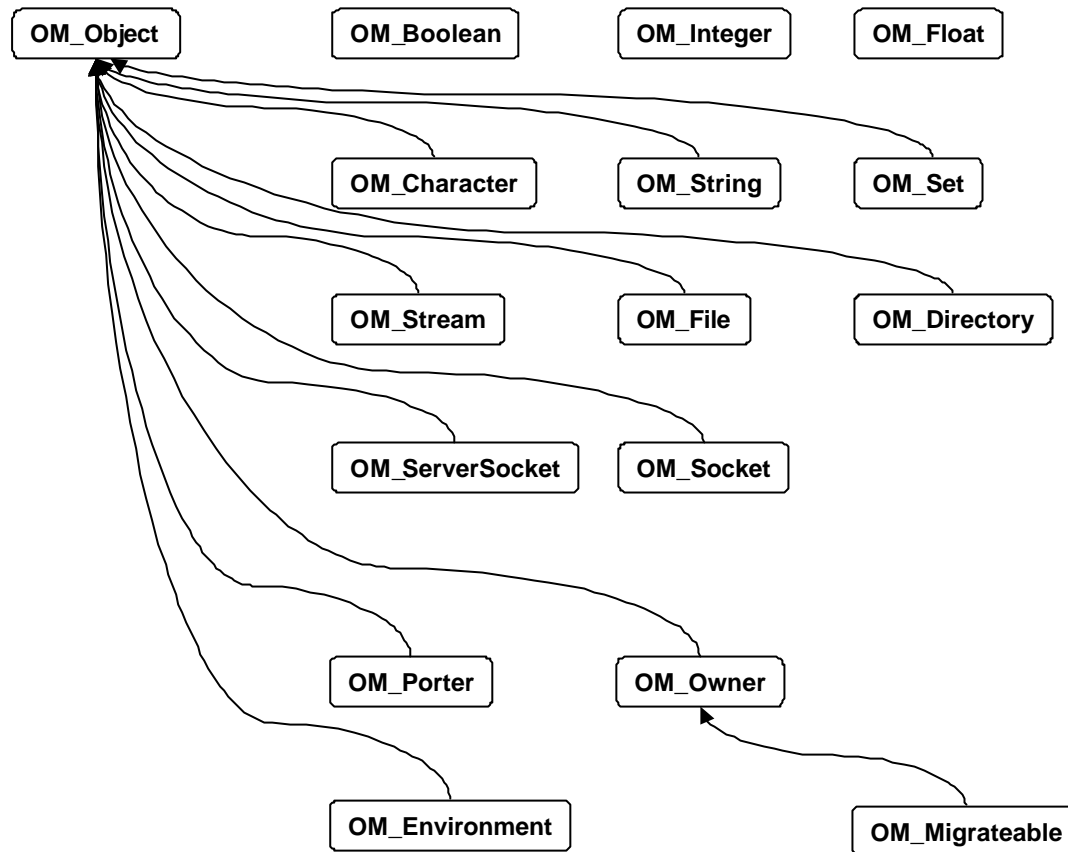 OM_Object
OM_Boolean
OM_Integer
OM_Float
OM_Character
OM_String
OM_Set
OM_Stream
OM_File
OM_Directory
OM_ServerSocket
OM_Socket
OM_Porter
OM_Owner
OM_Environment
OM_Migrateable